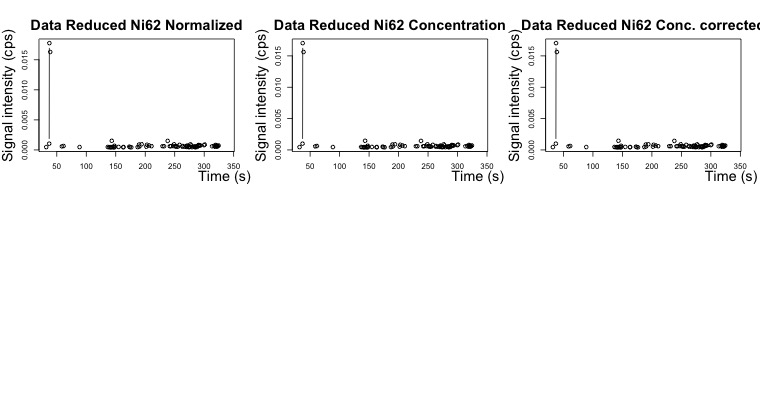 Data Reduced Ni62 Normalized
Signal intensity (cps)
0.000 0.005 0.010 0.015
50 100 150 200 250 300 350
Time (s)
Data Reduced Ni62 Concentration
Signal intensity (cps)
0.000 0.005 0.010 0.015
50 100 150 200 250 300 350
Time (s)
Data Reduced Ni62 Conc. corrected
Signal intensity (cps)
0.000 0.005 0.010 0.015
50 100 150 200 250 300 350
Time (s)